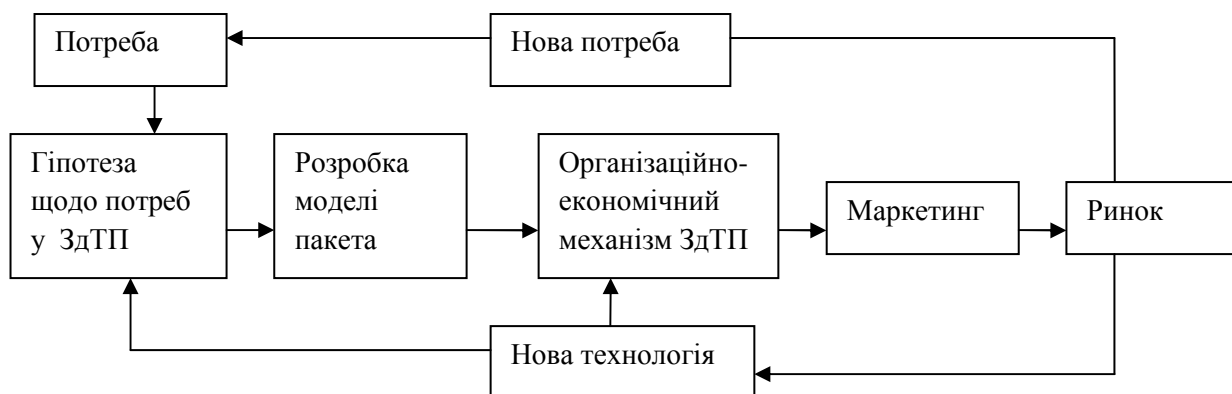 Потреба
Нова потреба
Гіпотеза
щодо потреб
у ЗдТП
Розробка
моделі
пакета
Організаційно-
економічний
механізм ЗдТП
Маркетинг
Ринок
Нова технологія